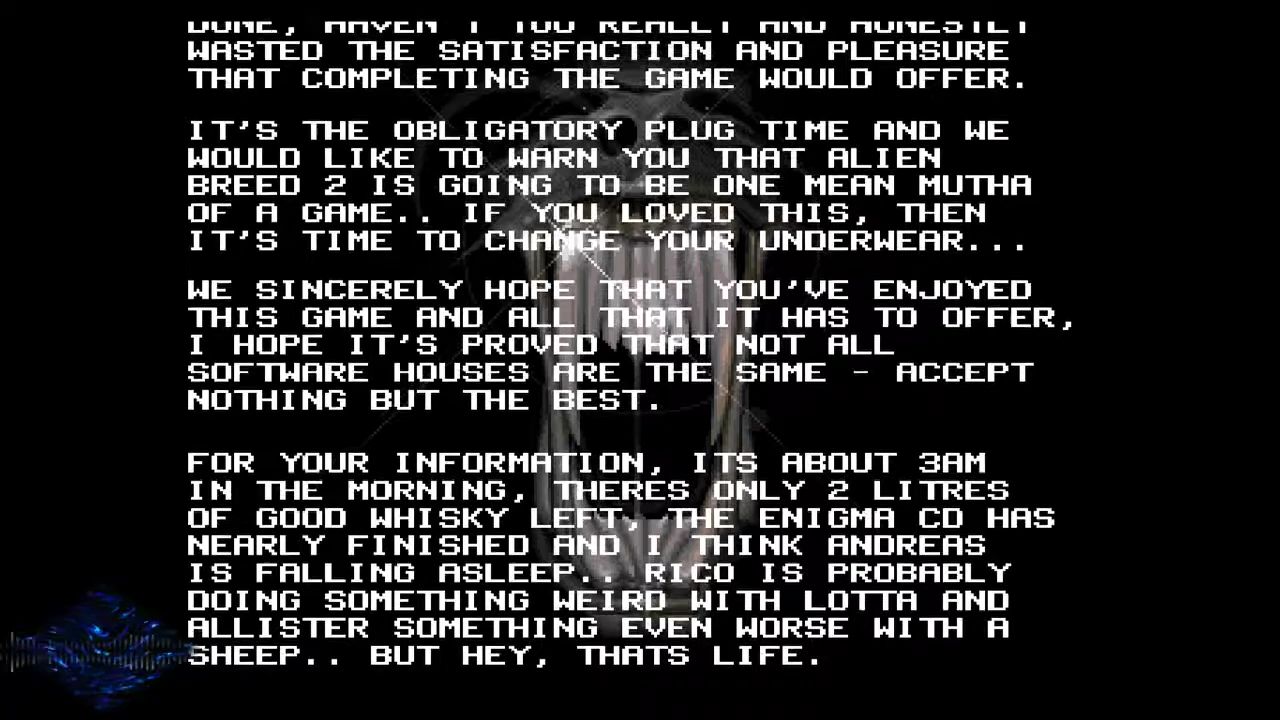 DONE, HAVEN'T YOU REALLY AND HONESTLY
WASTED THE SATISFACTION AND PLEASURE
THAT COMPLETING THE GAME WOULD OFFER.
IT'S THE OBLIGATORY PLUG TIME AND WE
WOULD LIKE TO WARN YOU THAT ALIEN
BREED 2 IS GOING TO BE ONE MEAN MUTHA
OF A GAME.. IF YOU LOVED THIS, THEN
IT'S TIME TO CHANGE YOUR UNDERWEAR...
WE SINCERELY HOPE THAT YOU'VE ENJOYED
THIS GAME AND ALL THAT IT HAS TO OFFER,
I HOPE IT'S PROVED THAT NOT ALL
SOFTWARE HOUSES ARE THE SAME - ACCEPT
NOTHING BUT THE BEST.
FOR YOUR INFORMATION, ITS ABOUT 3AM
IN THE MORNING, THERES ONLY 2 LITRES
OF GOOD WHISKY LEFT, THE ENIGMA CD HAS
NEARLY FINISHED AND I THINK ANDREAS
IS FALLING ASLEEP.. RICO IS PROBABLY
DOING SOMETHING WEIRD WITH LOTTA AND
ALLISTER SOMETHING EVEN WORSE WITH A
SHEEP.. BUT HEY, THATS LIFE.